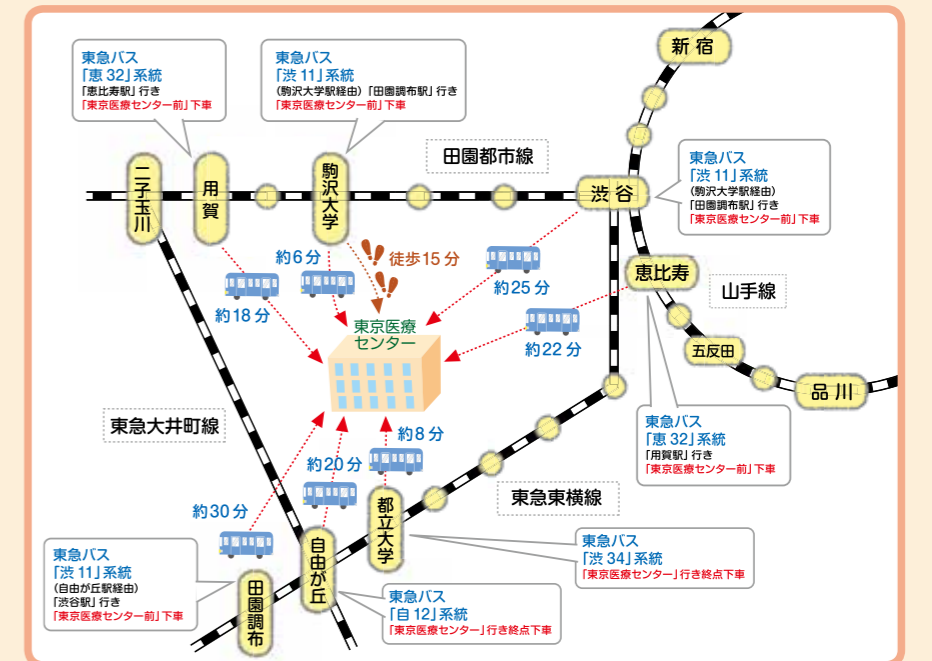 新宿
東急バス
「恵32」系統
「恵比寿駅」行き
「東京医療センター前」下車
東急バス
「渋11」系統
(駒沢大学駅経由)「田園調布駅」行き
「東京医療センター前」下車
田園都市線
東急バス
「渋11」系統
(駒沢大学駅経由)
「田園調布駅」行き
「東京医療センター前」下車
二子玉川
用賀
駒沢大学
渋谷
約6分
徒歩15分
約18分
約25分
恵比寿
山手線
東京医療
センター
約22分
五反田
品川
東急大井町線
東急バス
「恵32」系統
「用賀駅」行き
「東京医療センター前」下車
約8分
約20分
約30分
東急東横線
都立大学
自由が丘
田園調布
東急バス
「渋11」系統
(自由が丘駅経由)
「渋谷駅」行き
「東京医療センター前」下車
東急バス
「渋34」系統
「東京医療センター」行き終点下車
東急バス
「自12」系統
「東京医療センター」行き終点下車